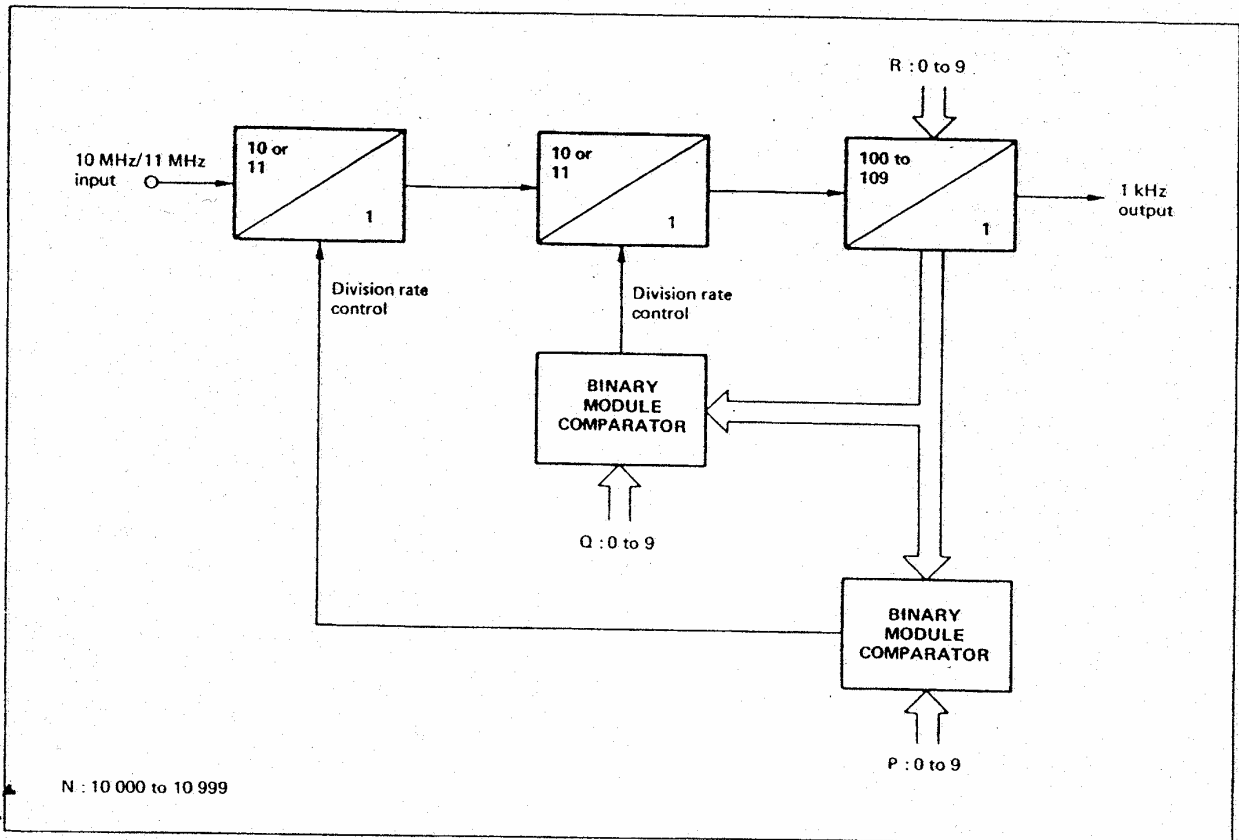 R : 0 to 9
10 MHz/11 MHz
input
10 or
11
1
10 or
11
1
100 to
109
1
1 kHz
output
Division rate
control
Division rate
control
BINARY
MODULE
COMPARATOR
Q : 0 to 9
BINARY
MODULE
COMPARATOR
P : 0 to 9
N : 10 000 to 10 999